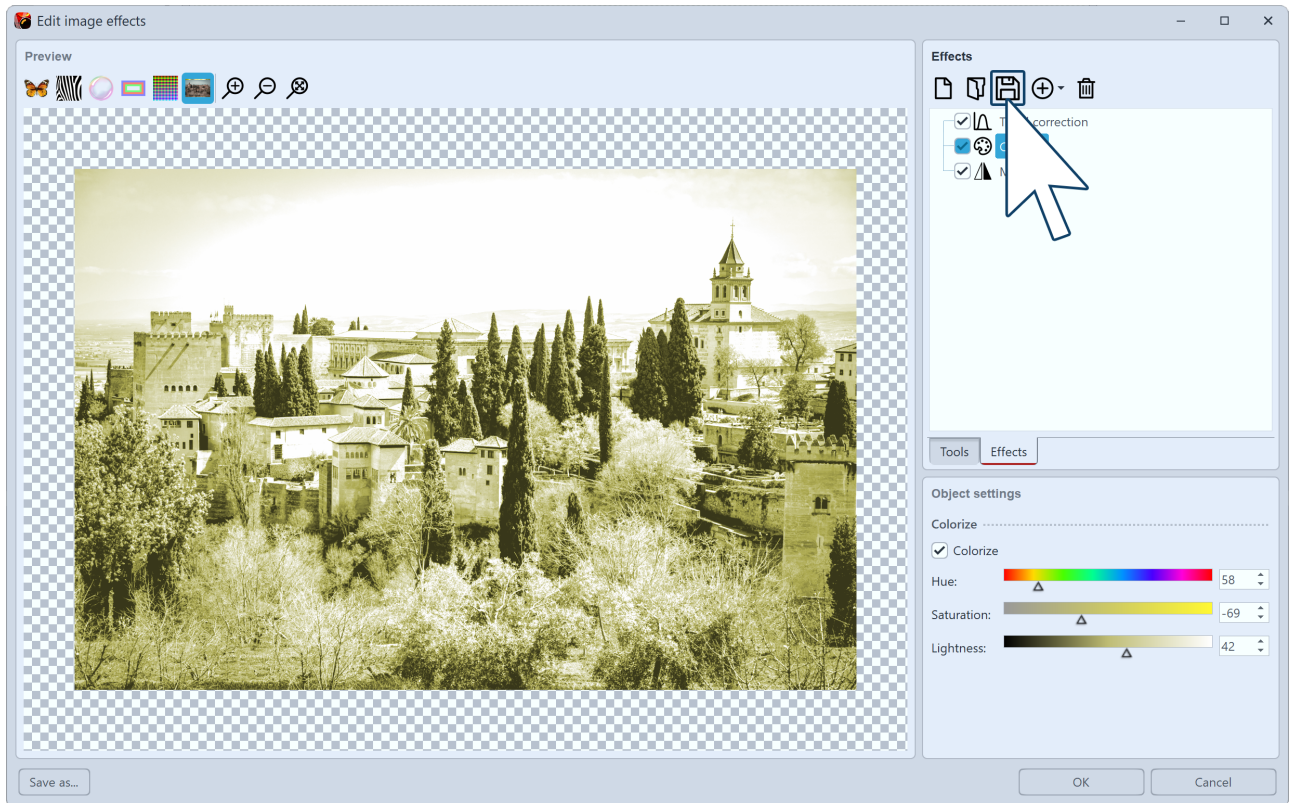 Edit image effects
Preview
Effects
correction
Tools
Effects
Object settings
Colorize
Colorize
Hue:
58
Saturation:
-69
Lightness:
42
Save as...
OK
Cancel